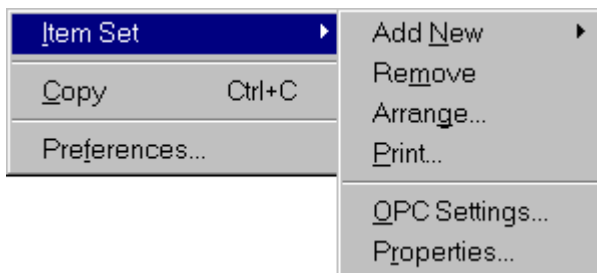 Item Set
Copy Ctrl+C
Preferences...
Add New
Remove
Arrange...
Print...
OPC Settings...
Properties...